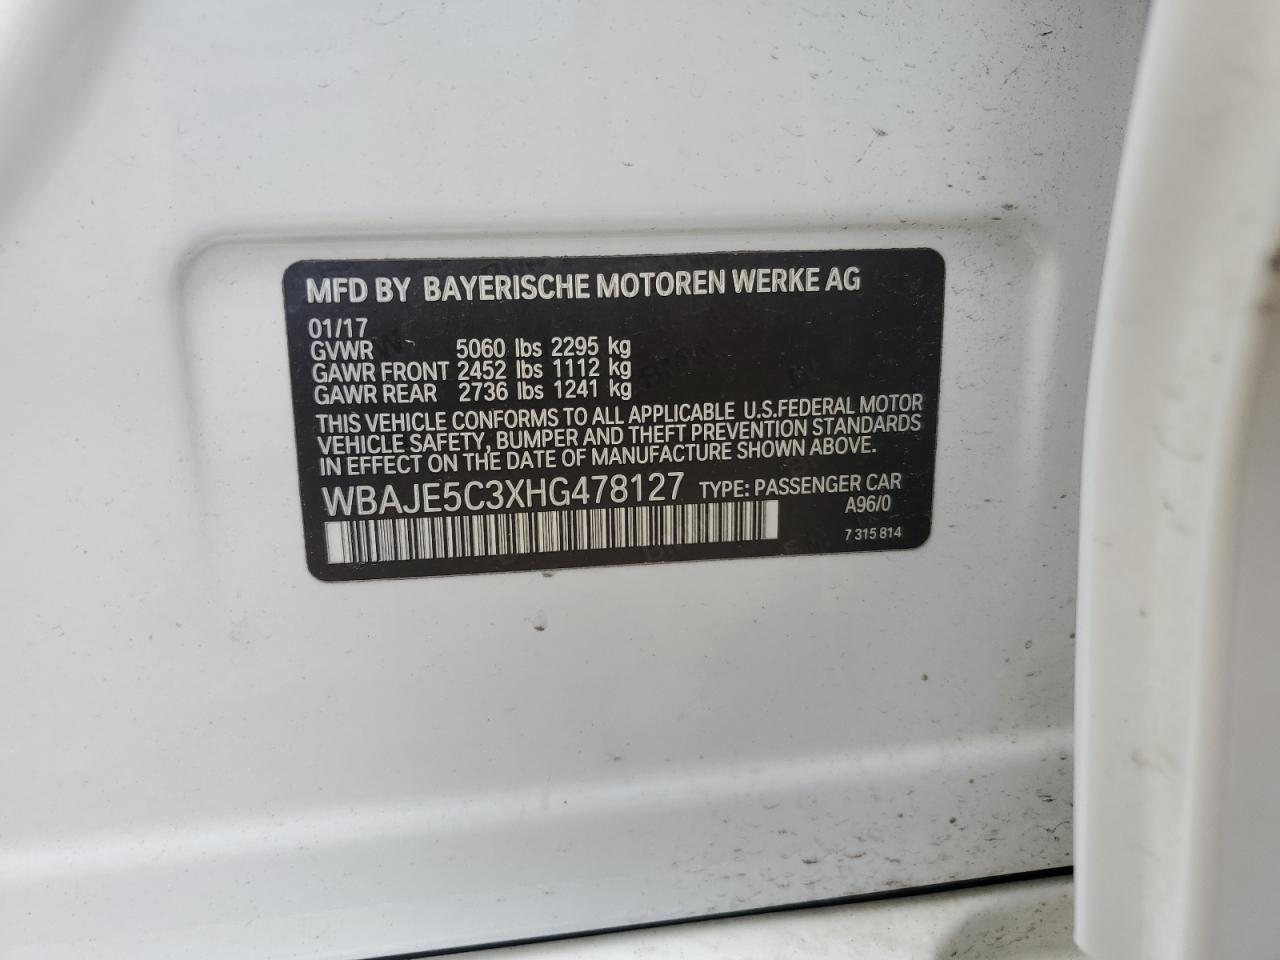 MFD BY BAYERISCHE MOTOREN WERKE AG
01/17
GVWR 5060 lbs 2295 kg
GAWR FRONT 2452 lbs 1112 kg
GAWR REAR 2736 lbs 1241 kg
THIS VEHICLE CONFORMS TO ALL APPLICABLE U.S.FEDERAL MOTOR
VEHICLE SAFETY, BUMPER AND THEFT PREVENTION STANDARDS
IN EFFECT ON THE DATE OF MANUFACTURE SHOWN ABOVE.
WBAJE5C3XHG478127 TYPE: PASSENGER CAR
A96/0
7 315 814